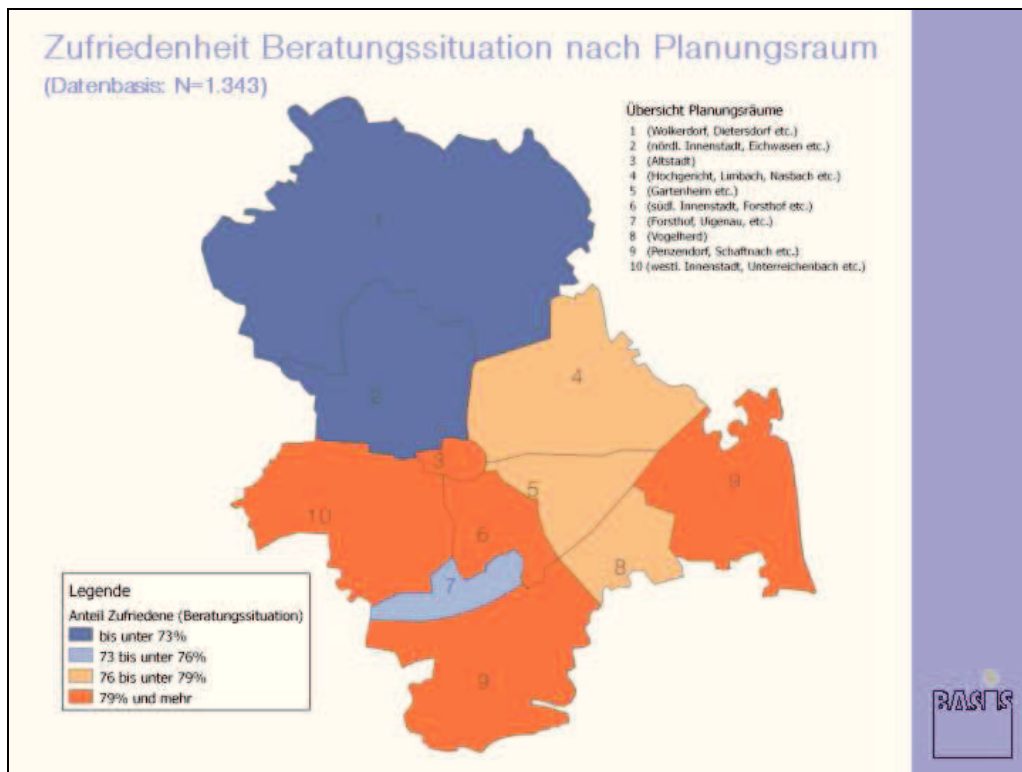 Zufriedenheit Beratungssituation nach Planungsraum
(Datenbasis: N=1.343)
Übersicht Planungsräume
1 (Wolkerdorf, Dietersdorf etc.)
2 (nördl. Innenstadt, Eichwasen etc.)
3 (Altstadt)
4 (Hochgericht, Limbach, Nasbach etc.)
5 (Gartenheim etc.)
6 (südl. Innenstadt, Forsthof etc.)
7 (Forsthof, Uigenau, etc.)
8 (Vogelherd)
9 (Penzendorf, Schaftnach etc.)
10 (westl. Innenstadt, Unterreichenbach etc.)
1
4
2
3
9
5
10
6
8
7
9
Legende
Anteil Zufriedene (Beratungssituation)
bis unter 73%
73 bis unter 76%
76 bis unter 79%
79% und mehr
BASIS